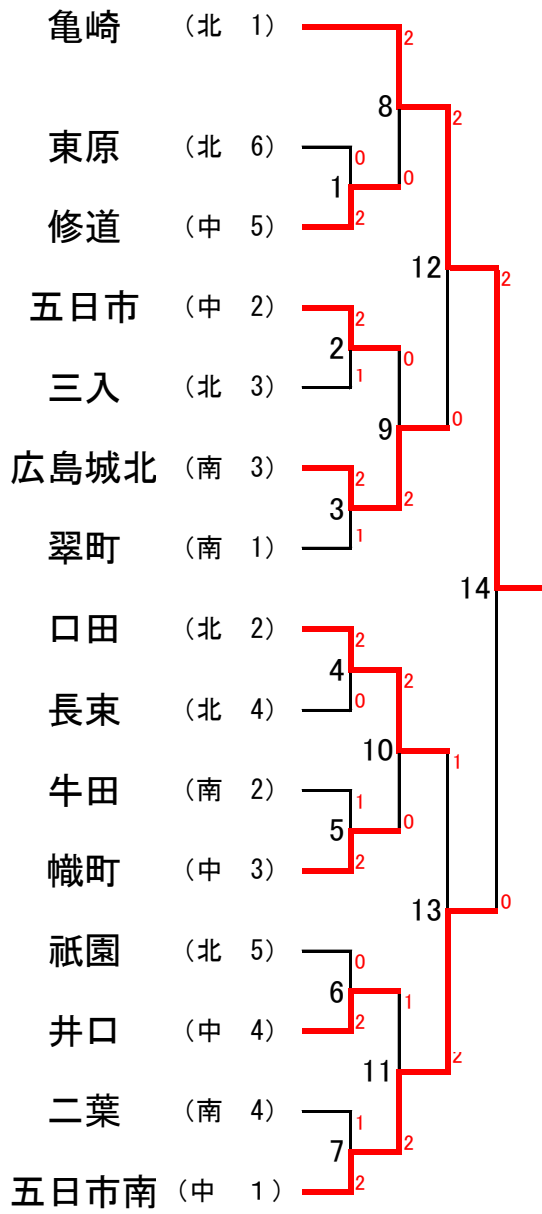 亀崎 （北 1）
2
8
2
東原 （北 6）
0
1
0
修道 （中 5）
2
12
2
五日市 （中 2）
2
2
0
三入 （北 3）
1
9
0
広島城北 （南 3）
2
3
2
翠町 （南 1）
1
14
口田 （北 2）
2
4
2
長束 （北 4）
0
10
1
牛田 （南 2）
1
5
0
幟町 （中 3）
2
13
0
祇園 （北 5）
0
6
1
井口 （中 4）
2
11
2
二葉 （南 4）
1
7
2
五日市南 （中 1）
2